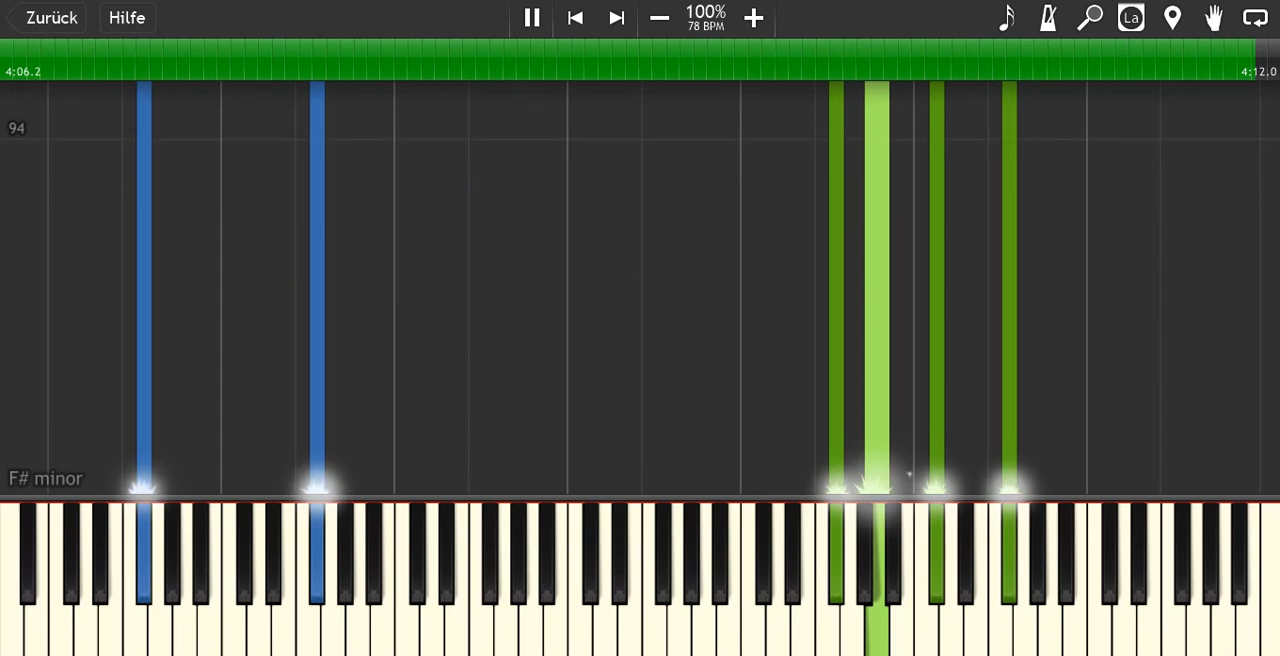 Zurück
Hilfe
100%
78 BPM
La
4:06.2
4:12.0
94
F# minor